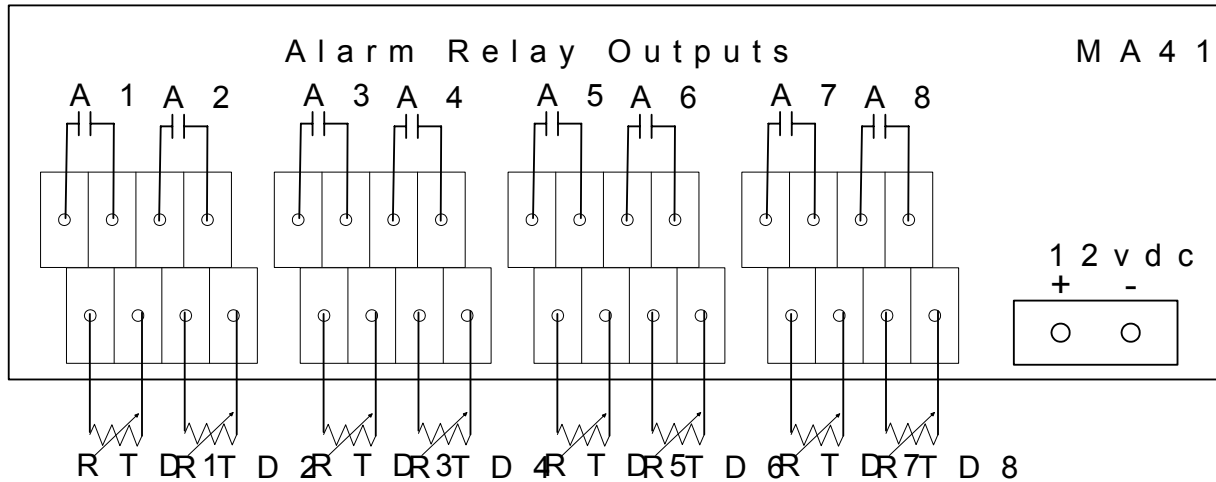 Alarm Relay Outputs
MA41
A1 A2 A3 A4 A5 A6 A7 A8
12vdc
+ -
RTD1 RTD2 RTD3 RTD4 RTD5 RTD6 RTD7 RTD8